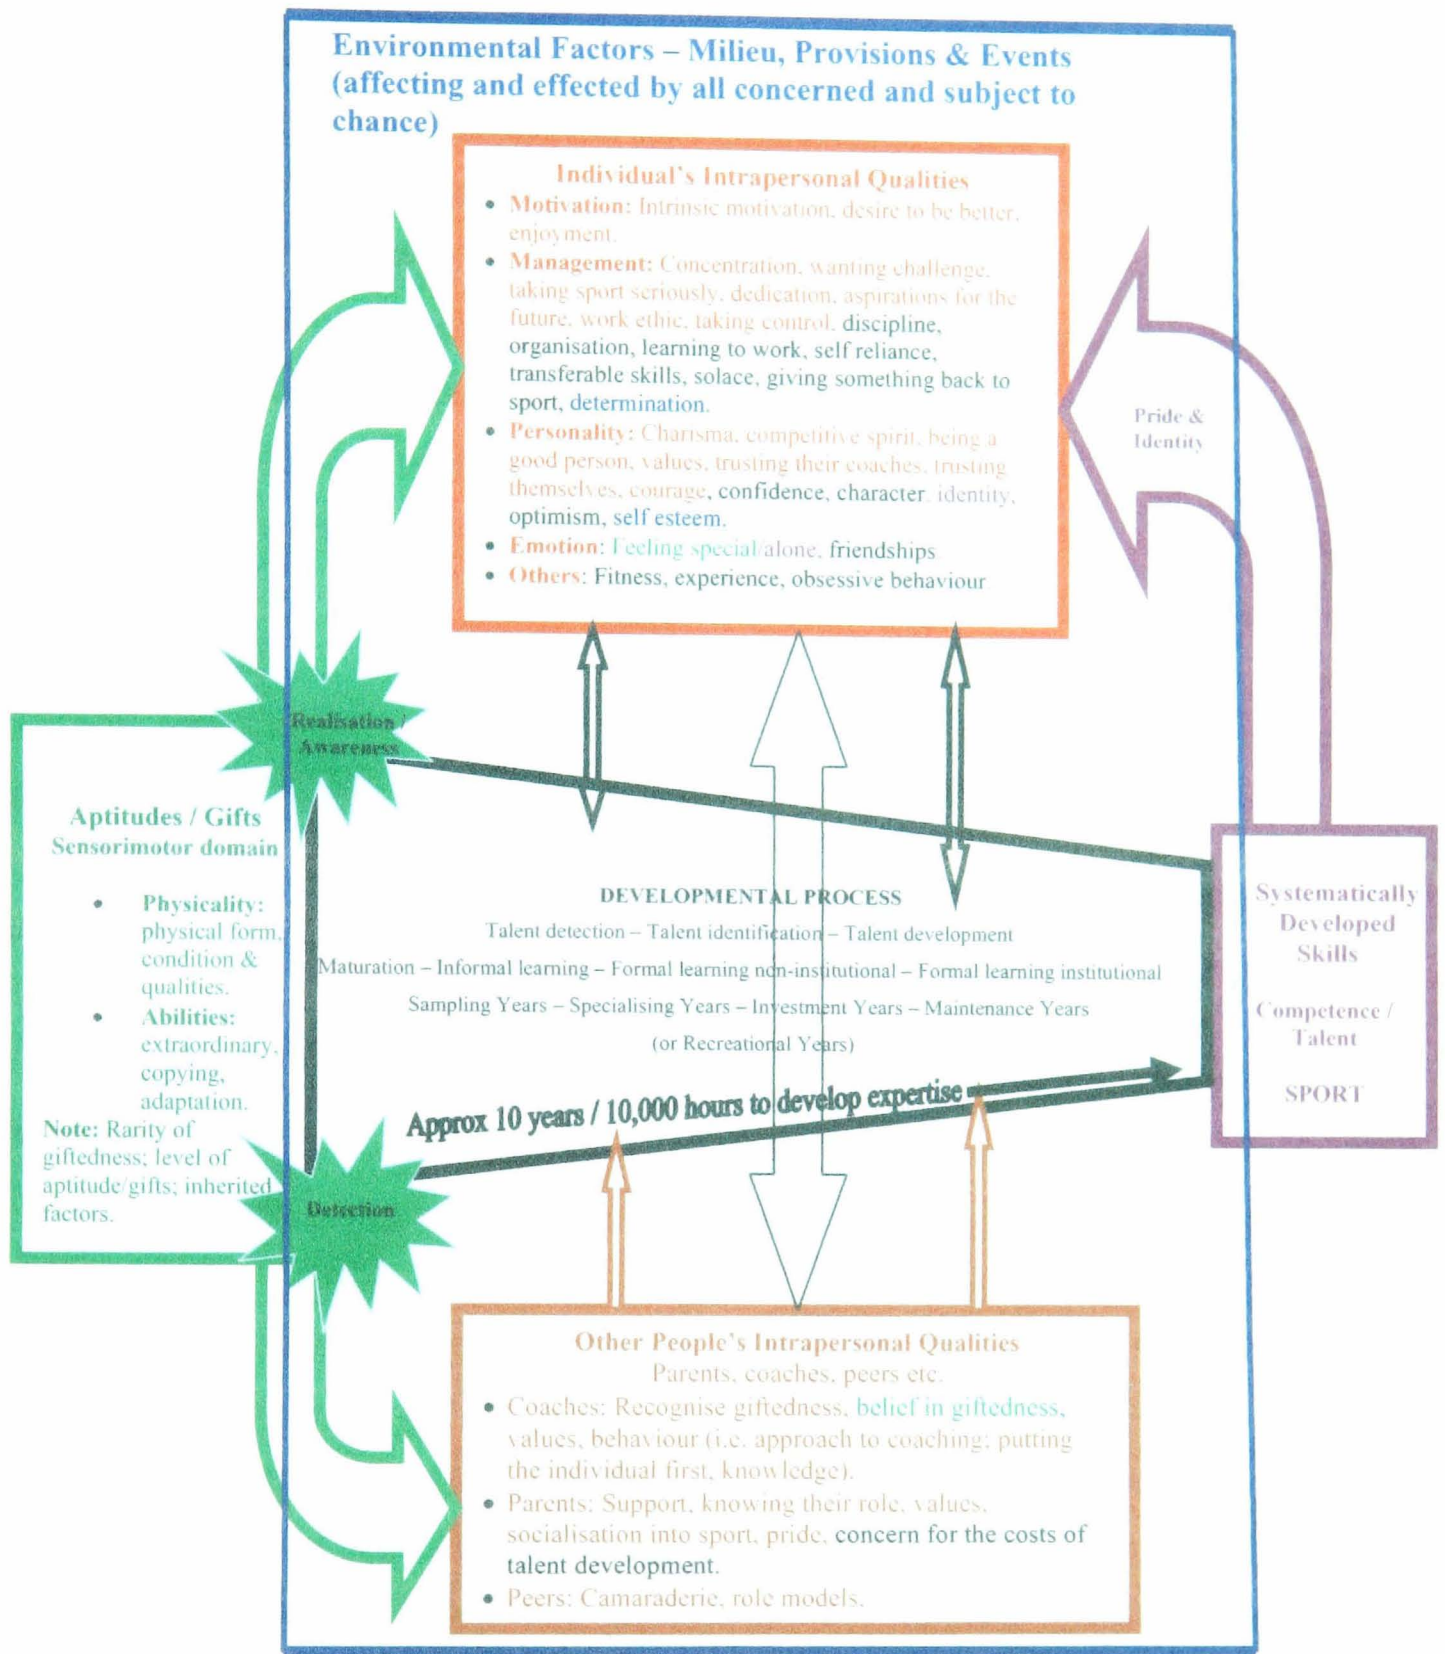 Environmental Factors – Milieu, Provisions & Events
(affecting and effected by all concerned and subject to
chance)
Individual's Intrapersonal Qualities
• Motivation: Intrinsic motivation, desire to be better,
enjoyment.
• Management: Concentration, wanting challenge,
taking sport seriously, dedication, aspirations for the
future, work ethic, taking control, discipline,
organisation, learning to work, self reliance,
transferable skills, solace, giving something back to
sport, determination.
• Personality: Charisma, competitive spirit, being a
good person, values, trusting their coaches, trusting
themselves, courage, confidence, character, identity,
optimism, self esteem.
• Emotion: Feeling special/alone, friendships
• Others: Fitness, experience, obsessive behaviour
Pride &
Identity
Realisation /
Awareness
Aptitudes / Gifts
Sensorimotor domain
• Physicality:
physical form,
condition &
qualities.
• Abilities:
extraordinary,
copying,
adaptation.
Note: Rarity of
giftedness; level of
aptitude/gifts; inherited
factors.
Detection
DEVELOPMENTAL PROCESS
Talent detection – Talent identification – Talent development
Maturation – Informal learning – Formal learning non-institutional – Formal learning institutional
Sampling Years – Specialising Years – Investment Years – Maintenance Years
(or Recreational Years)
Approx 10 years / 10,000 hours to develop expertise
Systematically
Developed
Skills
Competence /
Talent
SPORT
Other People's Intrapersonal Qualities
Parents, coaches, peers etc.
• Coaches: Recognise giftedness, belief in giftedness,
values, behaviour (i.e. approach to coaching; putting
the individual first, knowledge).
• Parents: Support, knowing their role, values,
socialisation into sport, pride, concern for the costs of
talent development.
• Peers: Camaraderie, role models.